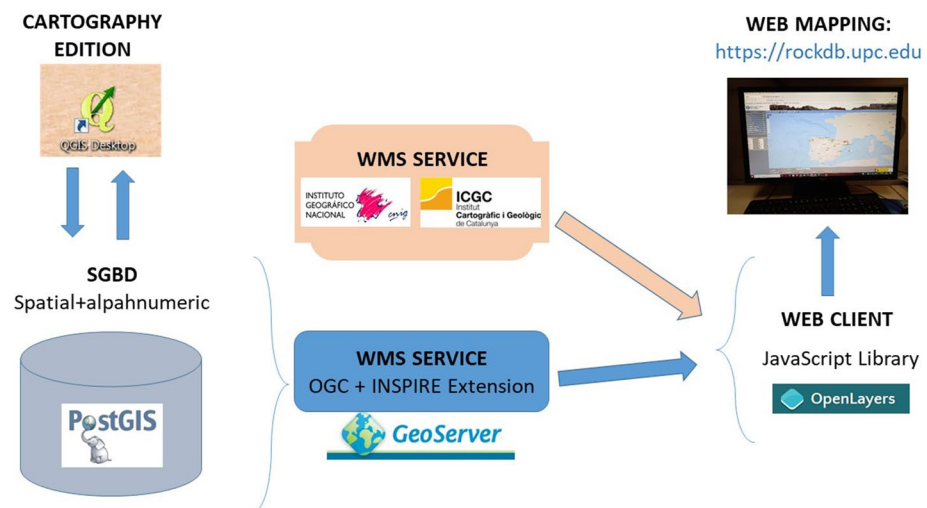 CARTOGRAPHY
EDITION
QGIS Desktop
SGBD
Spatial+alpahnumeric
PostGIS
WMS SERVICE
INSTITUTO
GEOGRÁFICO
NACIONAL
cnig
ICGC
Institut
Cartogràfic i Geològic
de Catalunya
WMS SERVICE
OGC + INSPIRE Extension
GeoServer
WEB MAPPING:
https://rockdb.upc.edu
WEB CLIENT
JavaScript Library
OpenLayers